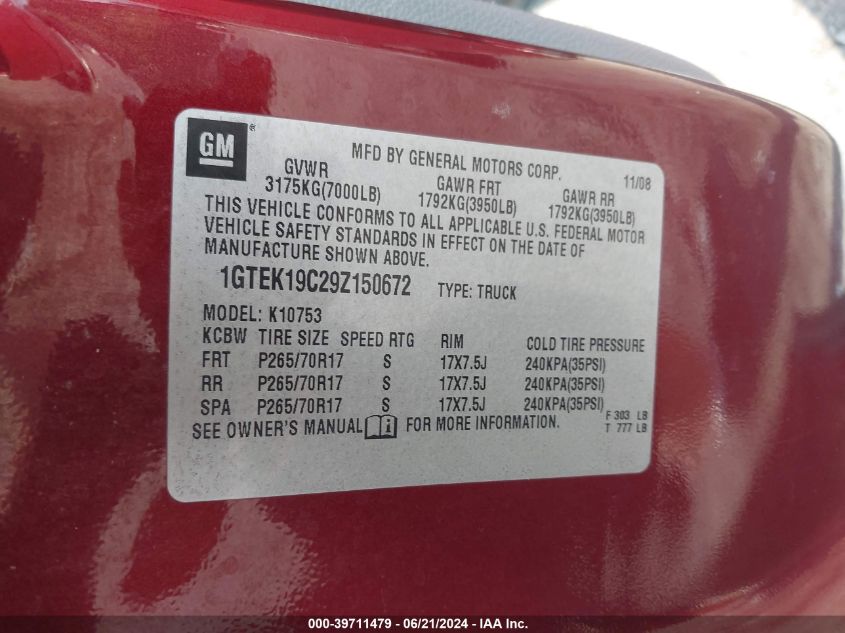 GM®
MFD BY GENERAL MOTORS CORP. 11/08
GVWR GAWR FRT GAWR RR
3175KG(7000LB) 1792KG(3950LB) 1792KG(3950LB)
THIS VEHICLE CONFORMS TO ALL APPLICABLE U.S. FEDERAL MOTOR
VEHICLE SAFETY STANDARDS IN EFFECT ON THE DATE OF
MANUFACTURE SHOWN ABOVE.
1GTEK19C29Z150672 TYPE: TRUCK
MODEL: K10753
KCBW TIRE SIZE SPEED RTG RIM COLD TIRE PRESSURE
FRT P265/70R17 S 17X7.5J 240KPA(35PSI)
RR P265/70R17 S 17X7.5J 240KPA(35PSI)
SPA P265/70R17 S 17X7.5J 240KPA(35PSI)
SEE OWNER'S MANUAL FOR MORE INFORMATION.
F 303 LB
T 777 LB
000-39711479 - 06/21/2024 - IAA, Inc.